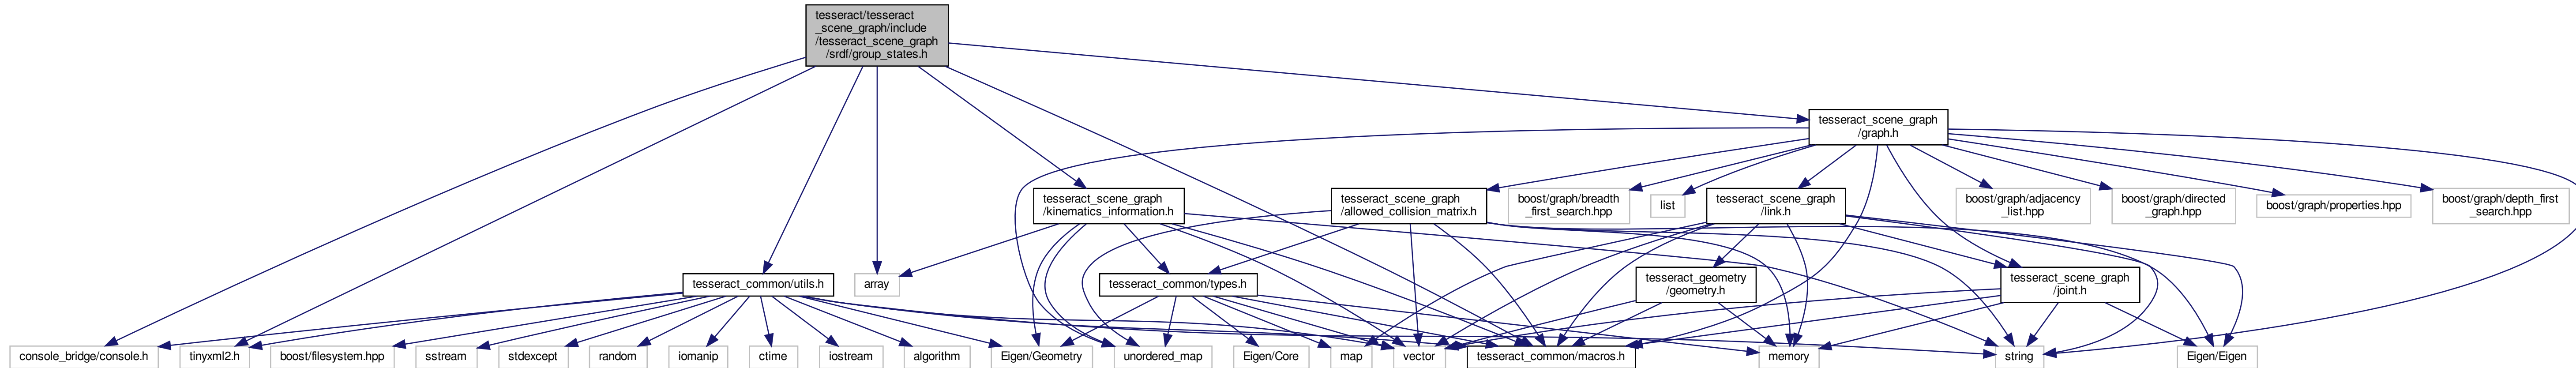 tesseract/tesseract
_scene_graph/include
/tesseract_scene_graph
/srdf/group_states.h
tesseract_scene_graph
/graph.h
tesseract_scene_graph
/kinematics_information.h
tesseract_scene_graph
/allowed_collision_matrix.h
boost/graph/breadth
_first_search.hpp
list
tesseract_scene_graph
/link.h
boost/graph/adjacency
_list.hpp
boost/graph/directed
_graph.hpp
boost/graph/properties.hpp
boost/graph/depth_first
_search.hpp
tesseract_common/utils.h
array
tesseract_common/types.h
tesseract_geometry
/geometry.h
tesseract_scene_graph
/joint.h
console_bridge/console.h
tinyxml2.h
boost/filesystem.hpp
sstream
stdexcept
random
iomanip
ctime
iostream
algorithm
Eigen/Geometry
unordered_map
Eigen/Core
map
vector
tesseract_common/macros.h
memory
string
Eigen/Eigen